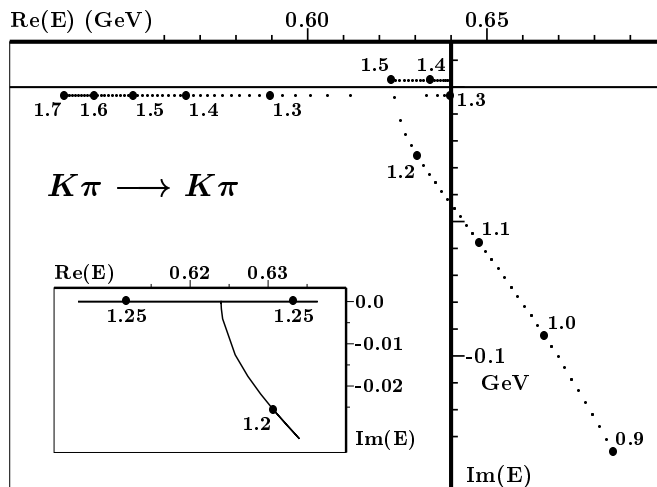 Re(E) (GeV) 0.60 0.65
1.5 1.4
1.7 1.6 1.5 1.4 1.3 1.3
1.2
Kπ ⟶ Kπ
1.1
Re(E) 0.62 0.63
0.0
1.25 1.25
1.0
-0.01
-0.1
GeV
-0.02
1.2
Im(E)
0.9
Im(E)